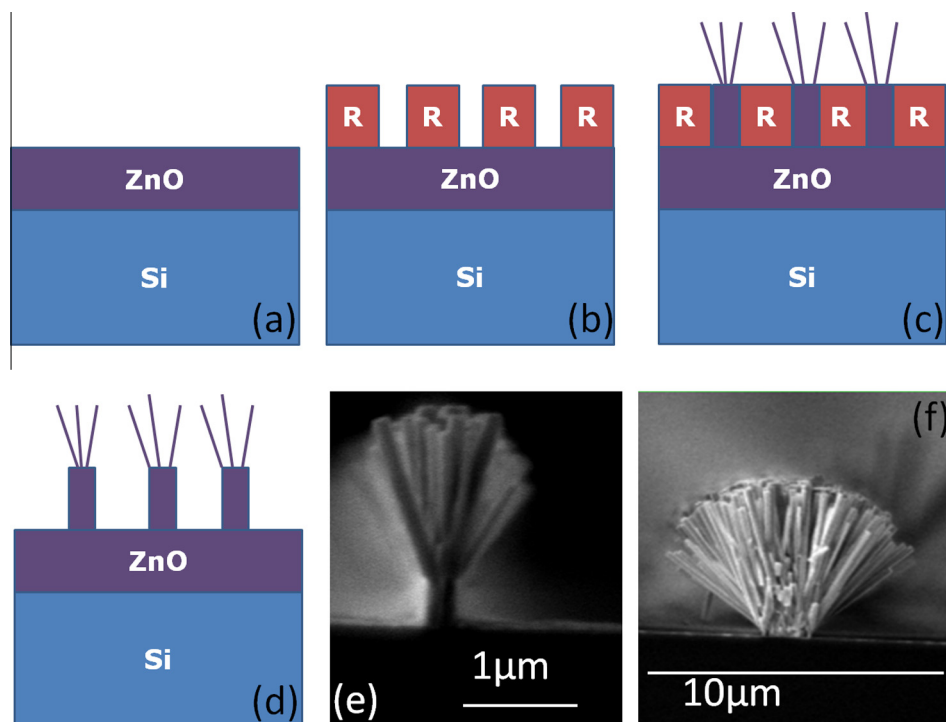 ZnO
Si
(a)
R R R R
ZnO
Si
(b)
R R R R
ZnO
Si
(c)
ZnO
Si
(d)
1μm
(e)
(f)
10μm